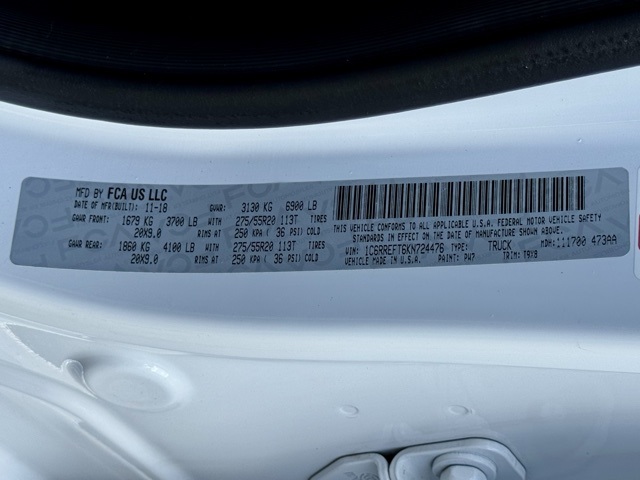 MFD BY FCA US LLC
DATE OF MFR(BUILT): 11-18 GVWR: 3130 KG 6900 LB
GAWR FRONT: 1679 KG 3700 LB WITH 275/55R20 113T TIRES
20X9.0 RIMS AT 250 KPA ( 36 PSI) COLD
GAWR REAR: 1860 KG 4100 LB WITH 275/55R20 113T TIRES
20X9.0 RIMS AT 250 KPA ( 36 PSI) COLD
THIS VEHICLE CONFORMS TO ALL APPLICABLE U.S.A. FEDERAL MOTOR VEHICLE SAFETY
STANDARDS IN EFFECT ON THE DATE OF MANUFACTURE SHOWN ABOVE.
VIN: 1C6RREFT6KN724476 TYPE: TRUCK MDH: 111700 473AA
VEHICLE MADE IN U.S.A. PAINT: PW7 TRIM: T9X8